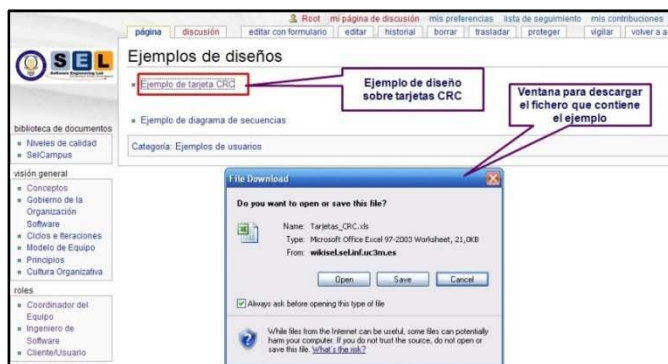 Root mi página de discusión mis preferencias lista de seguimiento mis contribuciones
página discusión editar con formulario editar historial borrar trasladar proteger vigilar volver a
SEL
Software Engineering Lab
Ejemplos de diseños
Ejemplo de tarjeta CRC
Ejemplo de diseño
sobre tarjetas CRC
Ventana para descargar
el fichero que contiene
el ejemplo
Ejemplo de diagrama de secuencias
Categoría: Ejemplos de usuarios
biblioteca de documentos
Niveles de calidad
SelCampus
visión general
Conceptos
Gobierno de la
Organización
Software
Ciclos e Iteraciones
Modelo de Equipo
Principios
Cultura Organizativa
roles
Coordinador del
Equipo
Ingeniero de
Software
Cliente/Usuario
File Download
Do you want to open or save this file?
Name: Tarjetas_CRC.xls
Type: Microsoft Office Excel 97-2003 Worksheet, 21,0KB
From: wikisel.sel.inf.uc3m.es
Open Save Cancel
Always ask before opening this type of file
While files from the Internet can be useful, some files can potentially
harm your computer. If you do not trust the source, do not open or
save this file. What's the risk?